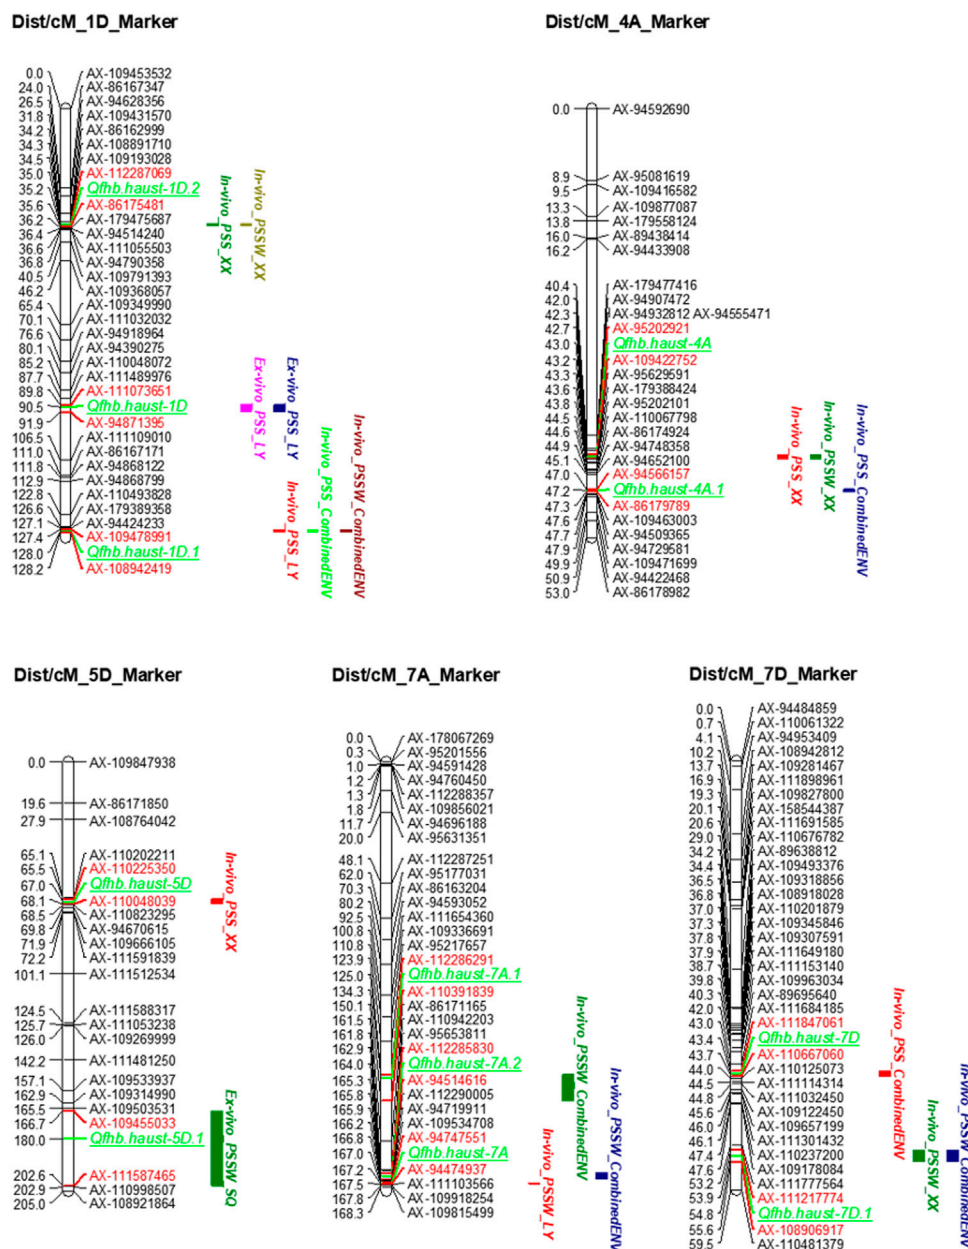 Dist/cM_1D_Marker
0.0 AX-109453532
24.0 AX-86167347
26.5 AX-94628356
31.8 AX-109431570
34.2 AX-86162999
34.3 AX-108891710
34.5 AX-109193028
35.0 AX-112287069
35.2 Qfhb.haust-1D.2
35.6 AX-86175481
36.2 AX-179475687
36.4 AX-94514240
36.6 AX-111055503
36.8 AX-94790358
40.5 AX-109791393
46.2 AX-109368057
65.4 AX-109349990
70.1 AX-111032032
76.6 AX-94918964
80.1 AX-94390275
85.2 AX-110048072
87.7 AX-111489976
89.8 AX-111073651
90.5 Qfhb.haust-1D
91.9 AX-94871395
106.5 AX-111109010
111.0 AX-86167171
111.8 AX-94868122
112.9 AX-94868799
122.8 AX-110493828
126.6 AX-179389358
127.1 AX-94424233
127.4 AX-109478991
128.0 Qfhb.haust-1D.1
128.2 AX-108942419
In-vivo_PSS_XX
In-vivo_PSSW_XX
Ex-vivo_PSS_LY
Ex-vivo_PSS_LY
In-vivo_PSS_LY
In-vivo_PSS_CombinedENV
In-vivo_PSSW_CombinedENV
Dist/cM_4A_Marker
0.0 AX-94592690
8.9 AX-95081619
9.5 AX-109416582
13.3 AX-109877087
13.8 AX-179558124
16.0 AX-89438414
16.2 AX-94433908
40.4 AX-179477416
42.0 AX-94907472
42.3 AX-94932812 AX-94555471
42.7 AX-95202921
43.0 Qfhb.haust-4A
43.2 AX-109422752
43.3 AX-95629591
43.6 AX-179388424
43.8 AX-95202101
44.5 AX-110067798
44.6 AX-86174924
44.9 AX-94748358
45.1 AX-94652100
47.0 AX-94566157
47.2 Qfhb.haust-4A.1
47.3 AX-86179789
47.6 AX-109463003
47.7 AX-94509365
47.9 AX-94729581
49.9 AX-109471699
50.9 AX-94422468
53.0 AX-86178982
In-vivo_PSS_XX
In-vivo_PSSW_XX
In-vivo_PSS_CombinedENV
Dist/cM_5D_Marker
0.0 AX-109847938
19.6 AX-86171850
27.9 AX-108764042
65.1 AX-110202211
65.5 AX-110225350
67.0 Qfhb.haust-5D
68.1 AX-110048039
68.5 AX-110823295
69.8 AX-94670615
71.9 AX-109666105
72.2 AX-111591839
101.1 AX-111512534
124.5 AX-111588317
125.7 AX-111053238
126.0 AX-109269999
142.2 AX-111481250
157.1 AX-109533937
162.9 AX-109314990
165.5 AX-109503531
166.7 AX-109455033
180.0 Qfhb.haust-5D.1
202.6 AX-111587465
202.9 AX-110998507
205.0 AX-108921864
In-vivo_PSS_XX
Ex-vivo_PSSW_SQ
Dist/cM_7A_Marker
0.0 AX-178067269
0.3 AX-95201556
1.0 AX-94591428
1.2 AX-94760450
1.3 AX-112288357
1.8 AX-109856021
11.7 AX-94696188
20.0 AX-95631351
48.1 AX-112287251
62.0 AX-95177031
70.3 AX-86163204
80.2 AX-94593052
92.5 AX-111654360
100.8 AX-109336691
110.8 AX-95217657
123.9 AX-112286291
125.0 Qfhb.haust-7A.1
134.3 AX-110391839
150.1 AX-86171165
161.5 AX-110942203
161.8 AX-95653811
162.9 AX-112285830
164.0 Qfhb.haust-7A.2
165.3 AX-94514616
165.8 AX-112290005
165.9 AX-94719911
166.2 AX-109534708
166.8 AX-94747551
167.0 Qfhb.haust-7A
167.2 AX-94474937
167.5 AX-111103566
167.8 AX-109918254
168.3 AX-109815499
In-vivo_PSSW_LY
In-vivo_PSSW_CombinedENV
In-vivo_PSSW_CombinedENV
Dist/cM_7D_Marker
0.0 AX-94484859
0.7 AX-110061322
4.1 AX-94953409
10.2 AX-108942812
13.7 AX-109281467
16.9 AX-111898961
19.3 AX-109827800
20.1 AX-158544387
20.6 AX-111691585
29.0 AX-110676782
34.2 AX-89638812
34.4 AX-109493376
36.5 AX-109318856
36.8 AX-108918028
37.0 AX-110201879
37.3 AX-109345846
37.8 AX-109307591
37.9 AX-111649180
38.7 AX-111153140
39.8 AX-109963034
40.3 AX-89695640
42.0 AX-111684185
43.0 AX-111847061
43.4 Qfhb.haust-7D
43.7 AX-110667060
44.0 AX-110125073
44.5 AX-111114314
44.8 AX-111032450
45.6 AX-109122450
46.0 AX-109657199
46.1 AX-111301432
47.4 AX-110237200
47.6 AX-109178084
53.2 AX-111777564
53.9 AX-111217774
54.8 Qfhb.haust-7D.1
55.6 AX-108906917
59.5 AX-110481379
In-vivo_PSS_CombinedENV
In-vivo_PSSW_XX
In-vivo_PSSW_CombinedENV